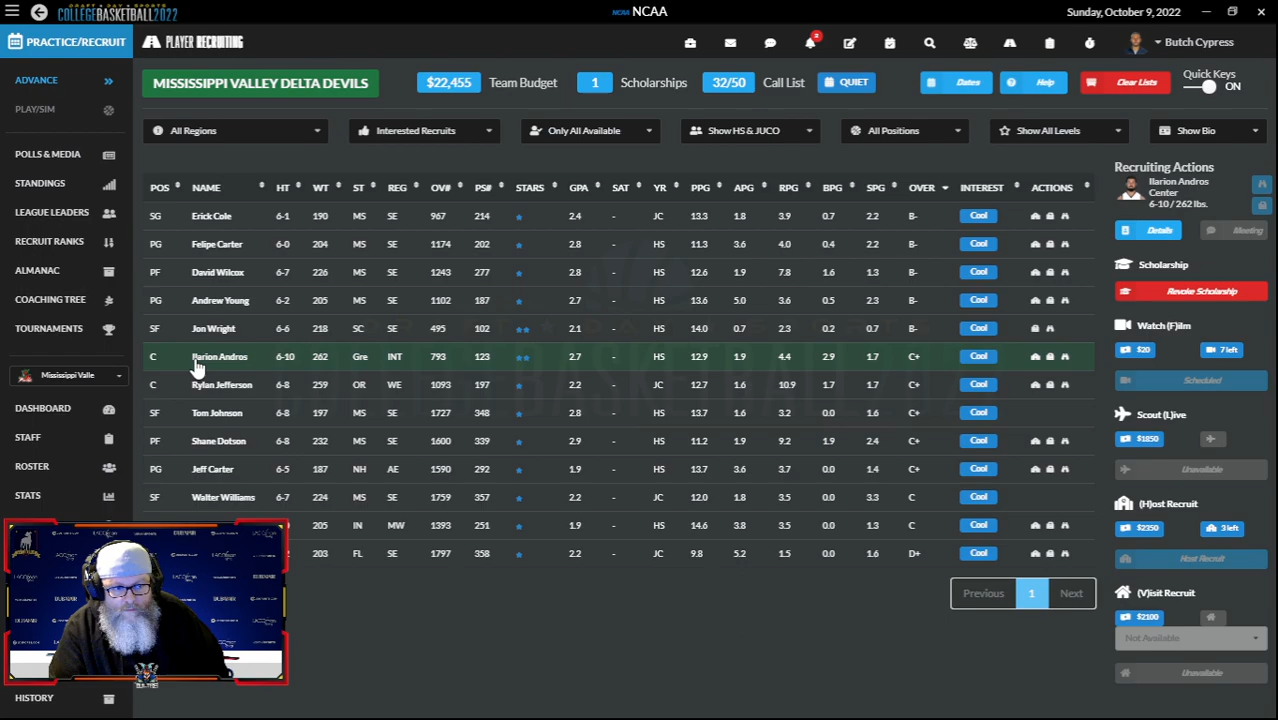 DRAFT • DAY • SPORTS
COLLEGEBASKETBALL2022
NCAA NCAA
Sunday, October 9, 2022
PRACTICE/RECRUIT
PLAYER RECRUITING
2
Butch Cypress
ADVANCE
PLAY/SIM
POLLS & MEDIA
STANDINGS
LEAGUE LEADERS
RECRUIT RANKS
ALMANAC
COACHING TREE
TOURNAMENTS
Mississippi Valle
DASHBOARD
STAFF
ROSTER
STATS
HISTORY
MISSISSIPPI VALLEY DELTA DEVILS
$22,455 Team Budget 1 Scholarships 32/50 Call List QUIET
Dates Help Clear Lists Quick Keys ON
All Regions Interested Recruits Only All Available Show HS & JUCO All Positions Show All Levels Show Bio
POS NAME HT WT ST REG OV# PS# STARS GPA SAT YR PPG APG RPG BPG SPG OVER INTEREST ACTIONS
SG Erick Cole 6-1 190 MS SE 967 214 2.4 - JC 13.3 1.8 3.9 0.7 2.2 B- Cool
PG Felipe Carter 6-0 204 MS SE 1174 202 2.8 - HS 11.3 3.6 4.0 0.4 2.2 B- Cool
PF David Wilcox 6-7 226 MS SE 1243 277 2.8 - HS 12.6 1.9 7.8 1.6 1.3 B- Cool
PG Andrew Young 6-2 205 MS SE 1102 187 2.7 - HS 13.6 5.0 3.6 0.5 2.3 B- Cool
SF Jon Wright 6-6 218 SC SE 495 102 2.1 - HS 14.0 0.7 2.3 0.2 0.7 B- Cool
C Ilarion Andros 6-10 262 Gre INT 793 123 2.7 - HS 12.9 1.9 4.4 2.9 1.7 C+ Cool
C Rylan Jefferson 6-8 259 OR WE 1093 197 2.2 - JC 12.7 1.6 10.9 1.7 1.7 C+ Cool
SF Tom Johnson 6-8 197 MS SE 1727 348 2.8 - HS 13.7 1.6 3.2 0.0 1.6 C+ Cool
PF Shane Dotson 6-8 232 MS SE 1600 339 2.9 - HS 11.2 1.9 9.2 1.9 2.4 C+ Cool
PG Jeff Carter 6-5 187 NH AE 1590 292 1.9 - HS 13.7 3.6 3.7 0.0 1.4 C+ Cool
SF Walter Williams 6-7 224 MS SE 1759 357 2.2 - JC 12.0 1.8 3.5 0.0 3.3 C Cool
205 IN MW 1393 251 1.9 - HS 14.6 3.8 3.5 0.0 1.3 C Cool
203 FL SE 1797 358 2.2 - JC 9.8 5.2 1.5 0.0 1.6 D+ Cool
Previous 1 Next
Recruiting Actions
Ilarion Andros
Center
6-10 / 262 lbs.
Details Meeting
Scholarship
Revoke Scholarship
Watch (F)ilm
$20 7 left
Scheduled
Scout (L)ive
$1850
Unavailable
(H)ost Recruit
$2350 3 left
Host Recruit
(V)isit Recruit
$2100
Not Available
Unavailable